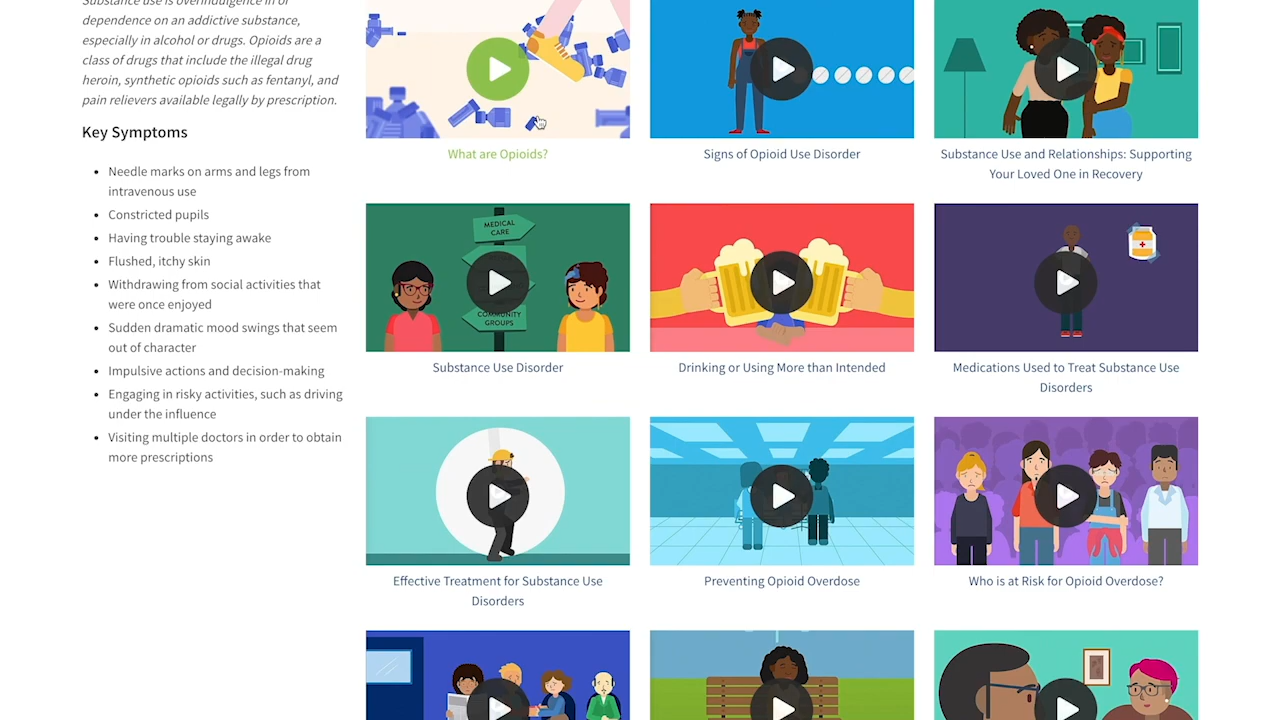 Substance use is overindulgence in or
dependence on an addictive substance,
especially in alcohol or drugs. Opioids are a
class of drugs that include the illegal drug
heroin, synthetic opioids such as fentanyl, and
pain relievers available legally by prescription.
Key Symptoms
Needle marks on arms and legs from
intravenous use
Constricted pupils
Having trouble staying awake
Flushed, itchy skin
Withdrawing from social activities that
were once enjoyed
Sudden dramatic mood swings that seem
out of character
Impulsive actions and decision-making
Engaging in risky activities, such as driving
under the influence
Visiting multiple doctors in order to obtain
more prescriptions
What are Opioids?
Signs of Opioid Use Disorder
Substance Use and Relationships: Supporting
Your Loved One in Recovery
MEDICAL
CARE
COMMUNITY
GROUPS
Substance Use Disorder
Drinking or Using More than Intended
Medications Used to Treat Substance Use
Disorders
Effective Treatment for Substance Use
Disorders
Preventing Opioid Overdose
Who is at Risk for Opioid Overdose?